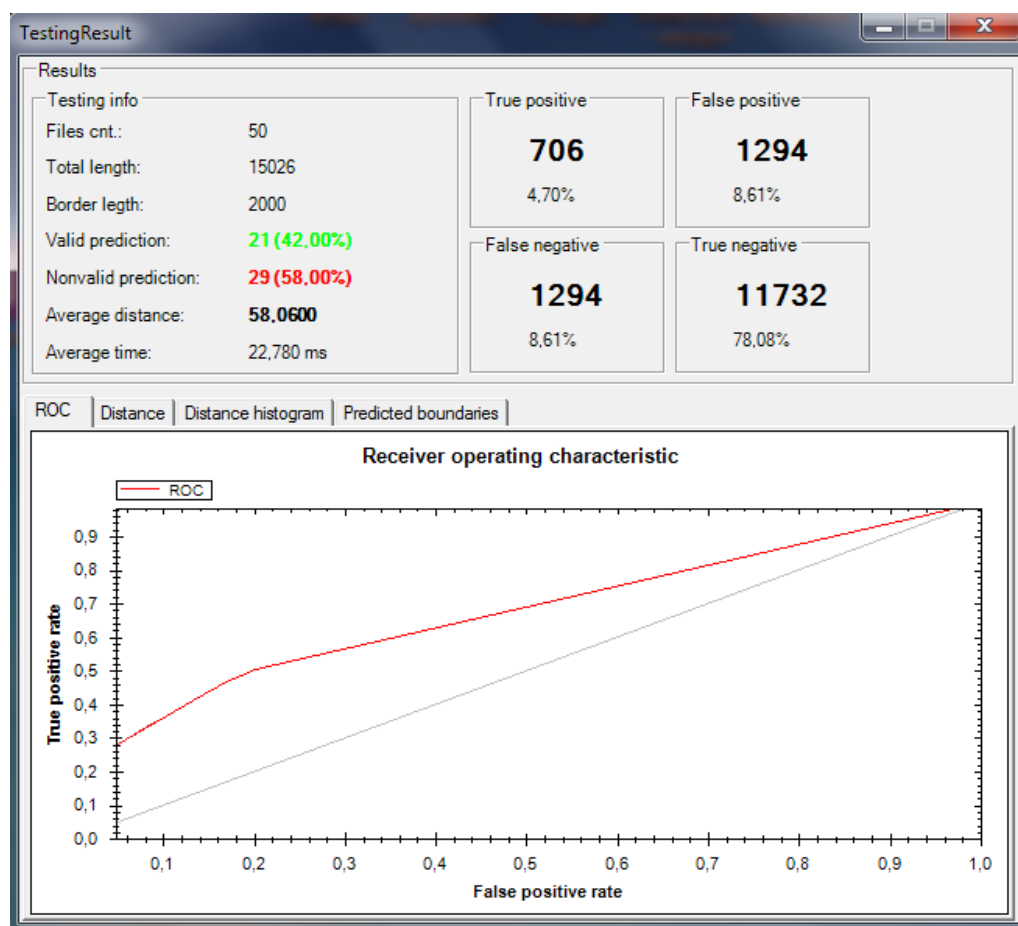 TestingResult
Results
Testing info
Files cnt.: 50
Total length: 15026
Border legth: 2000
Valid prediction: 21 (42,00%)
Nonvalid prediction: 29 (58,00%)
Average distance: 58,0600
Average time: 22,780 ms
True positive
706
4,70%
False positive
1294
8,61%
False negative
1294
8,61%
True negative
11732
78,08%
ROC Distance Distance histogram Predicted boundaries
Receiver operating characteristic
ROC
True positive rate
0,9
0,8
0,7
0,6
0,5
0,4
0,3
0,2
0,1
0,0
0,1 0,2 0,3 0,4 0,5 0,6 0,7 0,8 0,9 1,0
False positive rate